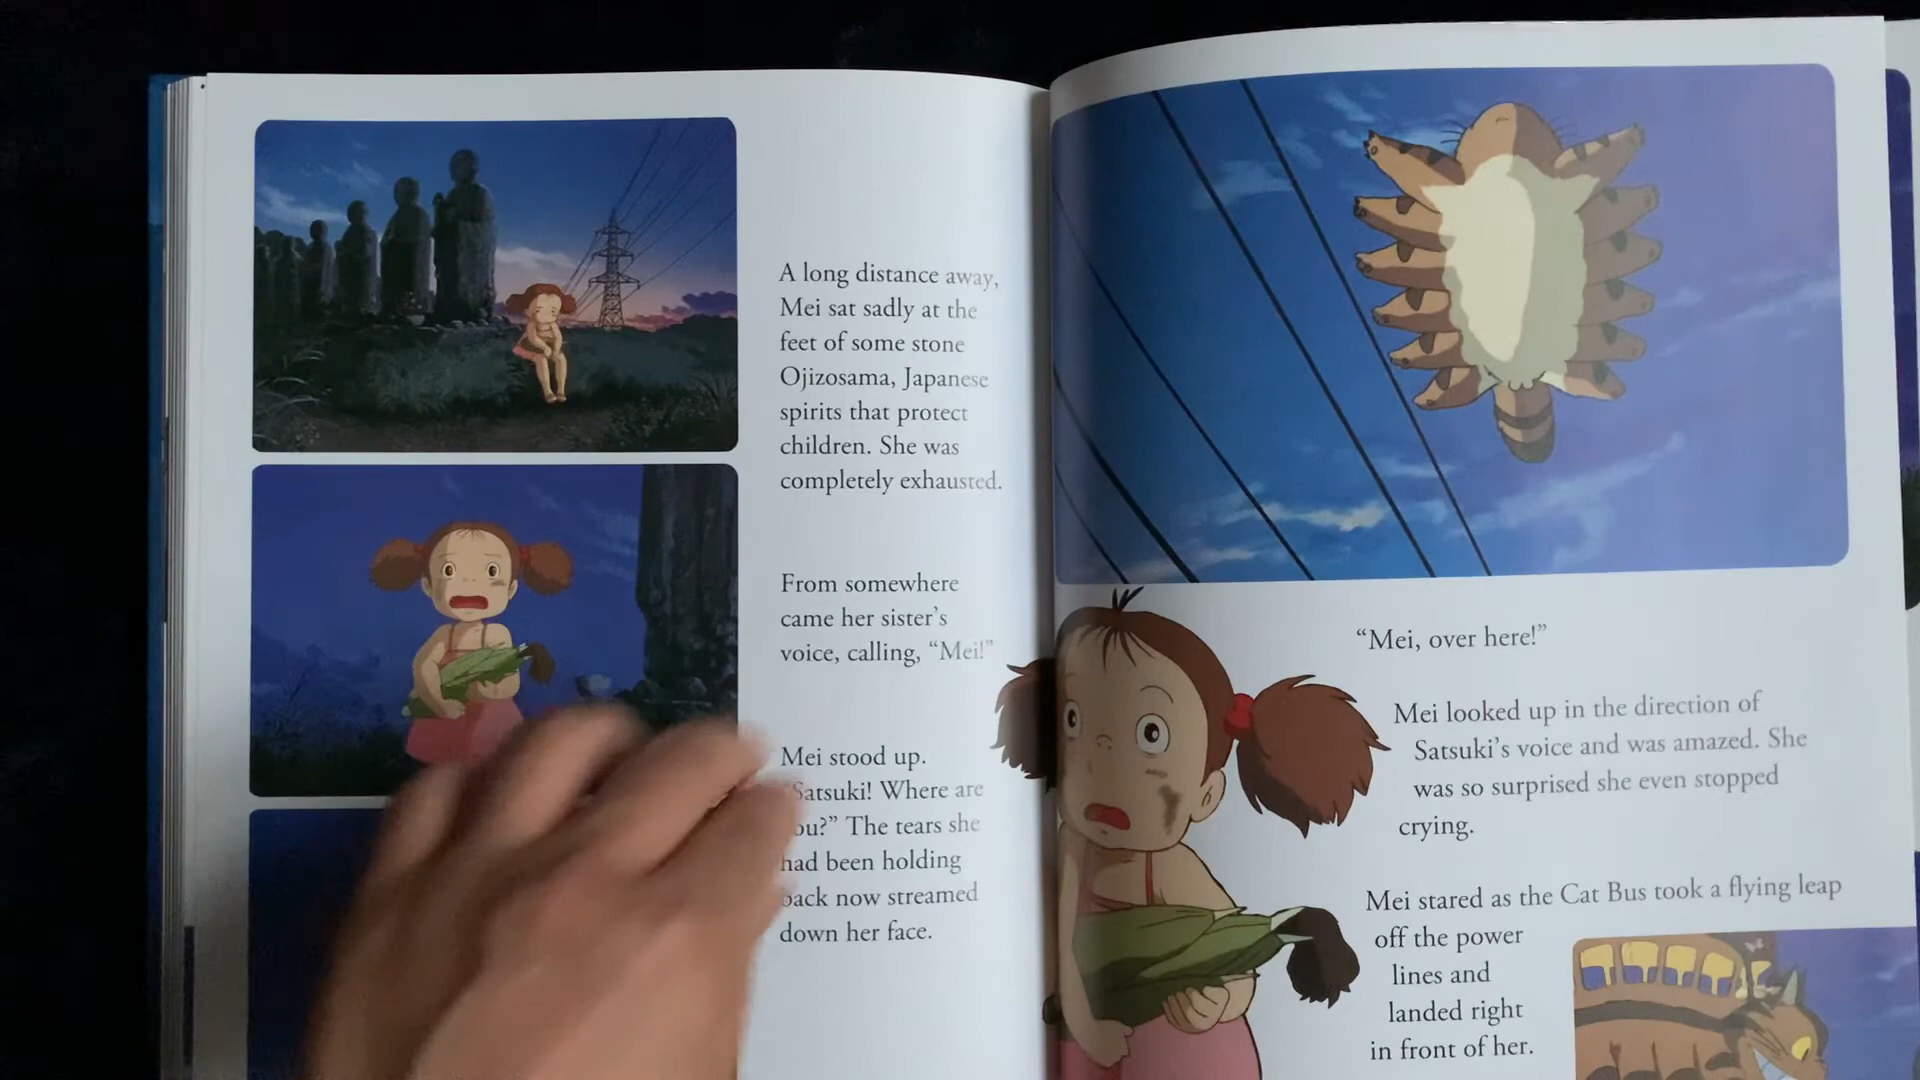 A long distance away,
Mei sat sadly at the
feet of some stone
Ojizosama, Japanese
spirits that protect
children. She was
completely exhausted.
From somewhere
came her sister's
voice, calling, “Mei!”
Mei stood up.
“Satsuki! Where are
you?” The tears she
had been holding
back now streamed
down her face.
“Mei, over here!”
Mei looked up in the direction of
Satsuki's voice and was amazed. She
was so surprised she even stopped
crying.
Mei stared as the Cat Bus took a flying leap
off the power
lines and
landed right
in front of her.